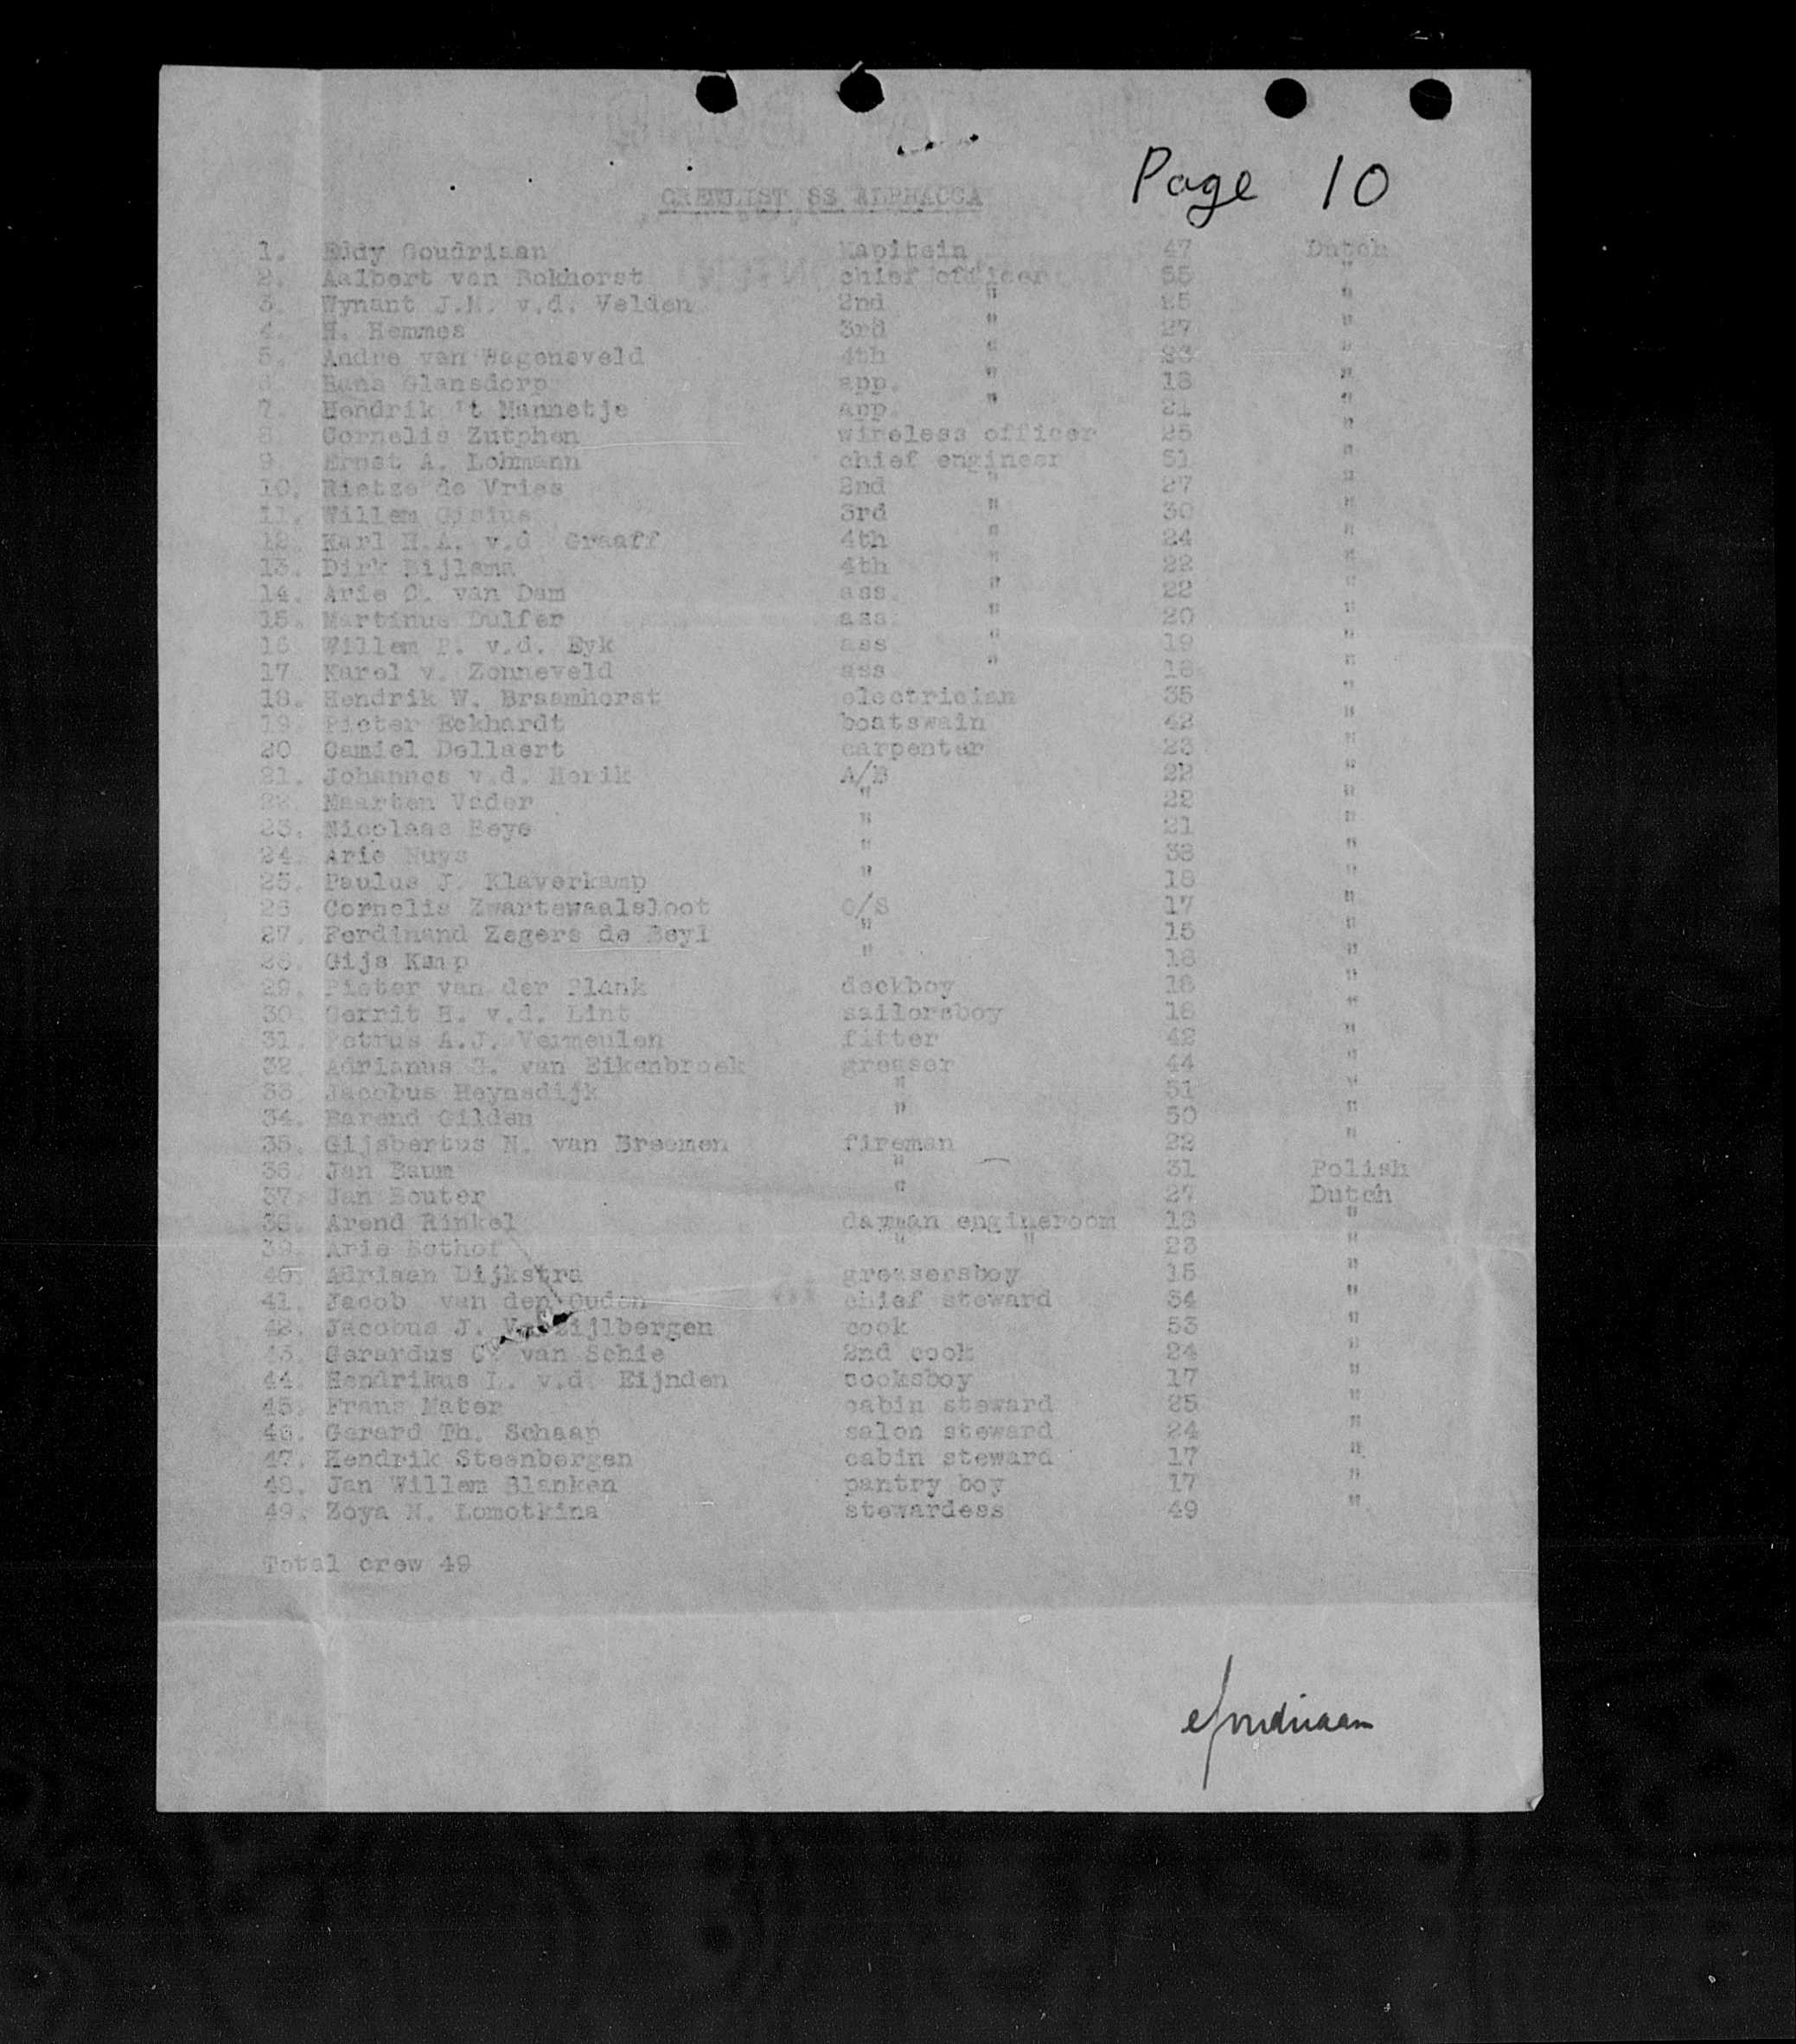 Page 10
CREWLIST SS ALPHACCA
1. Eddy Goudriaan Kapitein 47 Dutch
2. Aalbert van Bokhorst chief officer 55 "
3. Wynant J.M. v.d. Velden 2nd " 25 "
4. H. Hemmes 3rd " 27 "
5. Andre van Hageneveld 4th " 23 "
6. Hans Glansdorp app. " 18 "
7. Hendrik 't Mannetje app. " 21 "
8. Cornelis Zutphen wireless officer 25 "
9. Ernst A. Lohmann chief engineer 51 "
10. Rietze de Vries 2nd " 27 "
11. Willem 3rd " 30 "
12. Karl H.A. v.d Graaff 4th " 24 "
13. Dirk Bijlsma 4th " 22 "
14. Arie C. van Dam ass. " 22 "
15. Martinus Dulfer ass. " 20 "
16. Willem P. v.d. Eyk ass " 19 "
17. Karel v. Zonneveld ass " 18 "
18. Hendrik W. Braamhorst electrician 35 "
19. Pieter Eckhardt boatswain 42 "
20 Camiel Dellaert carpenter 23 "
21. Johannes v.d. Herik A/B 22 "
22. Maarten Vader " 22 "
23. Nicolaas Beye " 21 "
24. Arie Nuys " 38 "
25. Paulus J. Klaverkamp " 18 "
26 Cornelis Zwartewaalsloot O/S 17 "
27. Ferdinand Zegers de Beyl " 15 "
28. Gijs Kamp " 18 "
29. Pieter van der Plank deckboy 16 "
30. Gerrit H. v.d. Lint sailorsboy 16 "
31. Petrus A.J. Vermeulen fitter 42 "
32. Adrianus G. van Eikenbroek greaser 44 "
33. Jacobus Heynsdijk " 51 "
34. Barend Gilden " 50 "
35. Gijsbertus N. van Breemen fireman 22 "
36. Jan Baum " 31 Polish
37. Jan Bouter " 27 Dutch
38. Arend Rinkel dayman engineroom 18 "
39. Arie Bothof " " 23 "
40. Adriaan Dijkstra greasersboy 15 "
41. Jacob van den Ouden chief steward 34 "
42. Jacobus J. cook 53 "
43. Gerardus C. van Schie 2nd cook 24 "
44. Hendrikus L. v.d. Eijnden cooksboy 17 "
45. Frans Mater cabin steward 25 "
46. Gerard Th. Schaap salon steward 24 "
47. Hendrik Steenbergen cabin steward 17 "
48. Jan Willem Blanken pantry boy 17 "
49. Zoya N. Lomotkina stewardess 49 "
Total crew 49